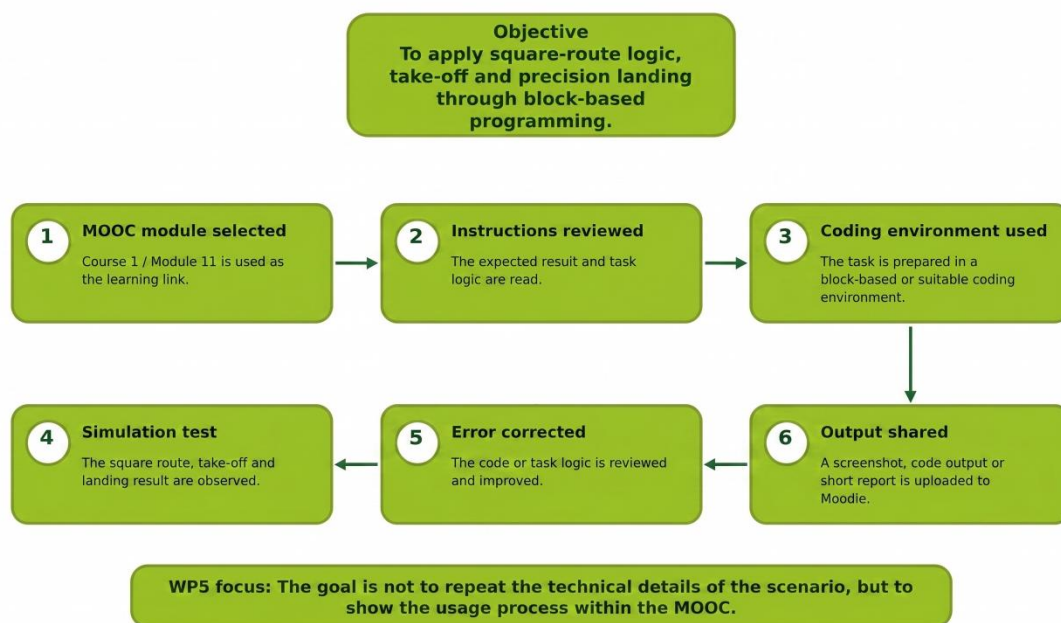 Objective
To apply square-route logic,
take-off and precision landing
through block-based
programming.
1
MOOC module selected
Course 1 / Module 11 is used as
the learning link.
2
Instructions reviewed
The expected result and task
logic are read.
3
Coding environment used
The task is prepared in a
block-based or suitable coding
environment.
4
Simulation test
The square route, take-off and
landing result are observed.
5
Error corrected
The code or task logic is reviewed
and improved.
6
Output shared
A screenshot, code output or
short report is uploaded to
Moodie.
WP5 focus: The goal is not to repeat the technical details of the scenario, but to
show the usage process within the MOOC.